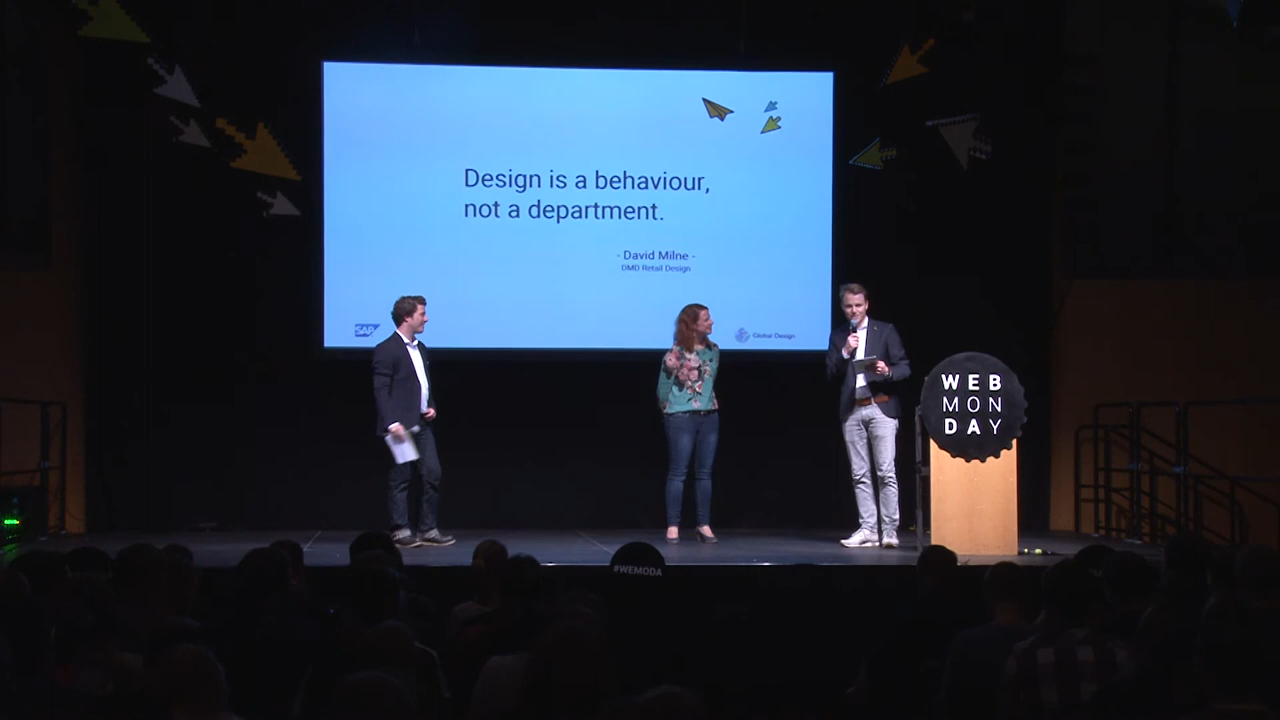 Design is a behaviour,
not a department.
- David Milne -
DMD Retail Design
SAP
Global Design
WEB
MON
DAY
#WEMODA